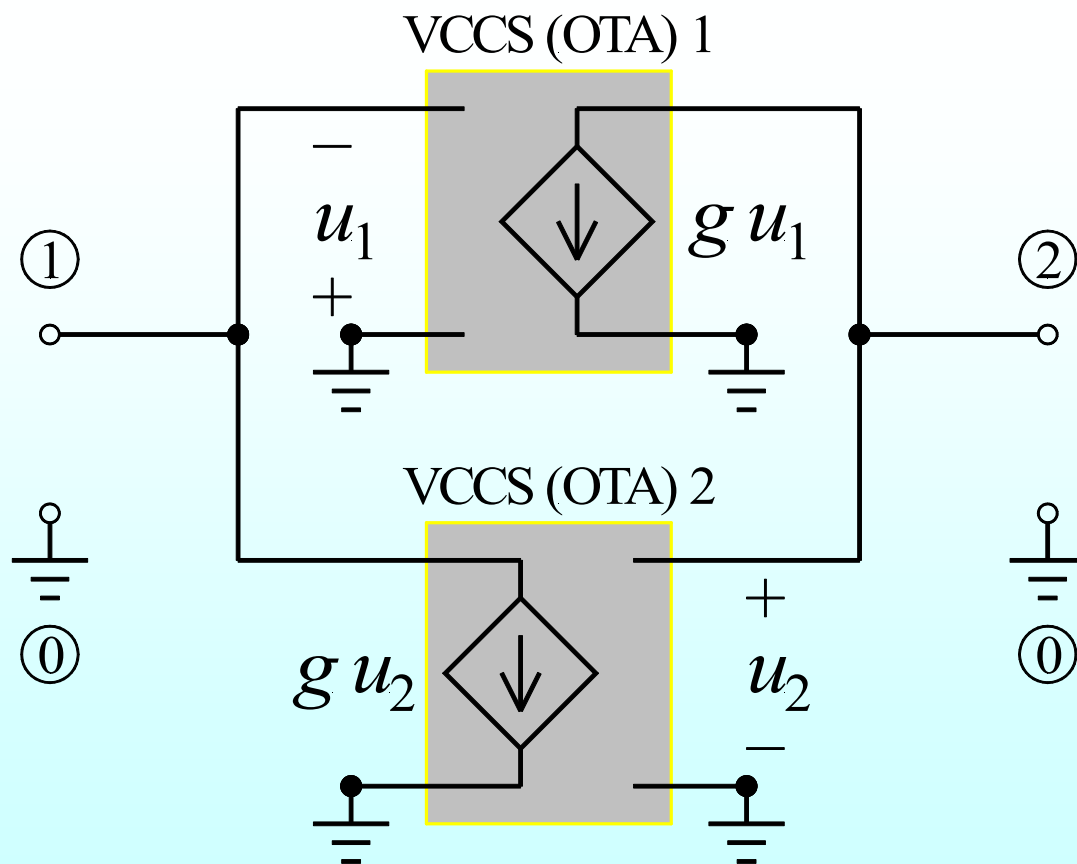 VCCS (OTA) 1
−
u₁
+
g u₁
1
2
VCCS (OTA) 2
+
g u₂
u₂
−
0
0